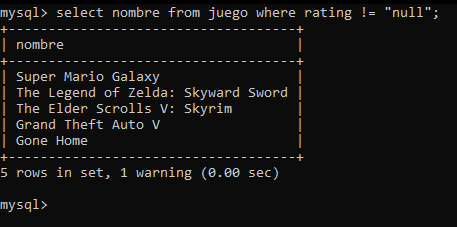 mysql> select nombre from juego where rating != "null";
+------------------------------------+
| nombre                             |
+------------------------------------+
| Super Mario Galaxy                 |
| The Legend of Zelda: Skyward Sword |
| The Elder Scrolls V: Skyrim        |
| Grand Theft Auto V                 |
| Gone Home                          |
+------------------------------------+
5 rows in set, 1 warning (0.00 sec)
mysql>